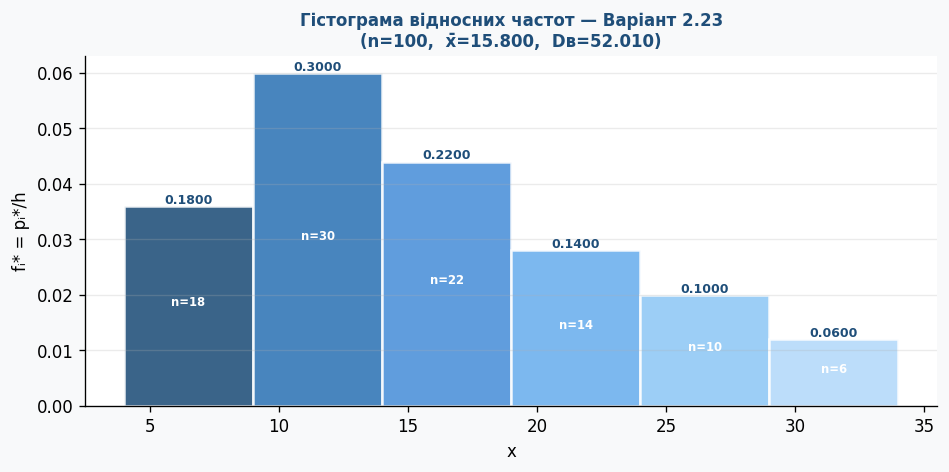 Гістограма відносних частот — Варіант 2.23
(n=100, x̄=15.800, Dв=52.010)
0.06
0.05
0.04
0.03
0.02
0.01
0.00
fᵢ* = pᵢ*/h
0.1800
0.3000
0.2200
0.1400
0.1000
0.0600
n=18
n=30
n=22
n=14
n=10
n=6
5 10 15 20 25 30 35
x